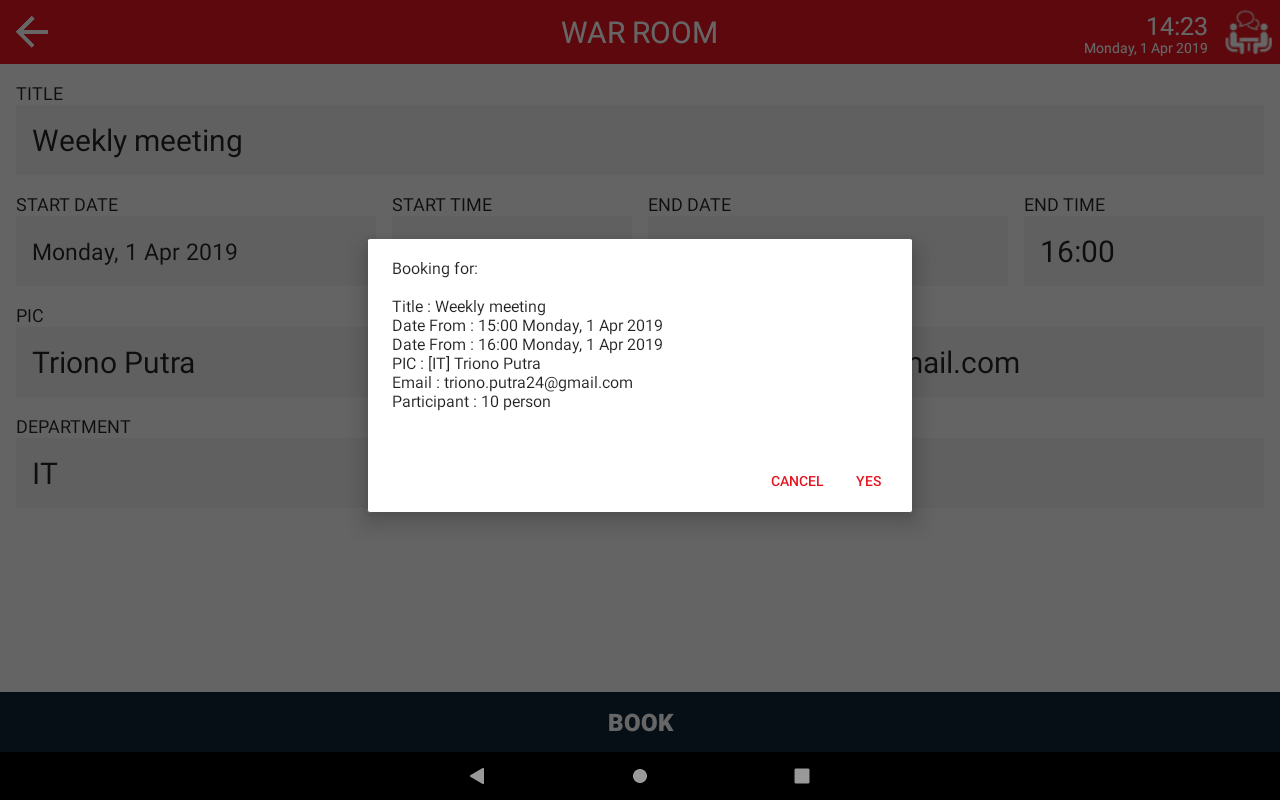 WAR ROOM
14:23
Monday, 1 Apr 2019
TITLE
Weekly meeting
START DATE
START TIME
END DATE
END TIME
Monday, 1 Apr 2019
16:00
PIC
Triono Putra
ail.com
DEPARTMENT
IT
Booking for:
Title : Weekly meeting
Date From : 15:00 Monday, 1 Apr 2019
Date From : 16:00 Monday, 1 Apr 2019
PIC : [IT] Triono Putra
Email : triono.putra24@gmail.com
Participant : 10 person
CANCEL
YES
BOOK